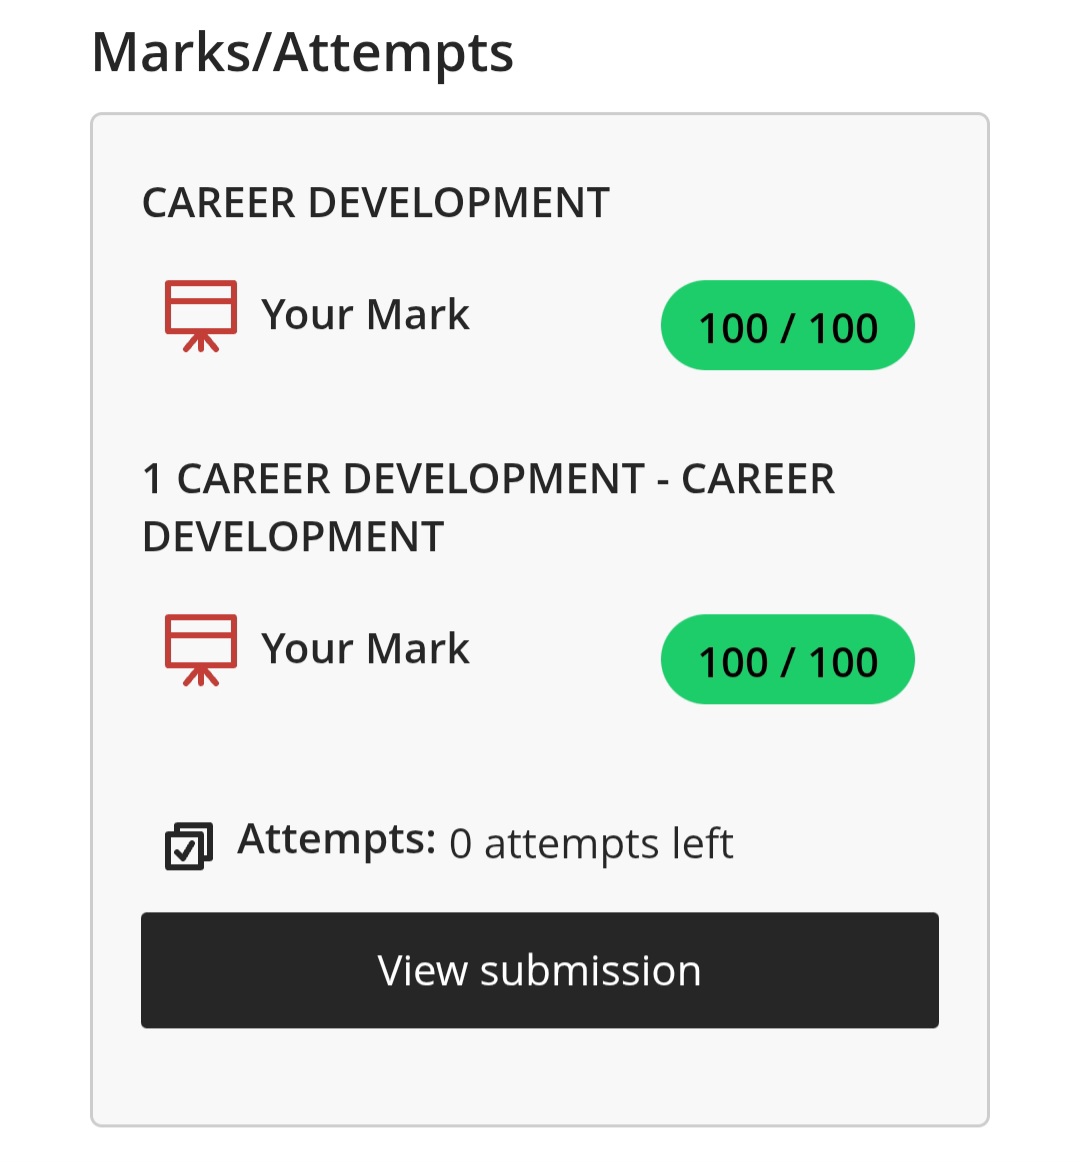 Marks/Attempts
CAREER DEVELOPMENT
Your Mark
100 / 100
1 CAREER DEVELOPMENT - CAREER
DEVELOPMENT
Your Mark
100 / 100
Attempts: 0 attempts left
View submission